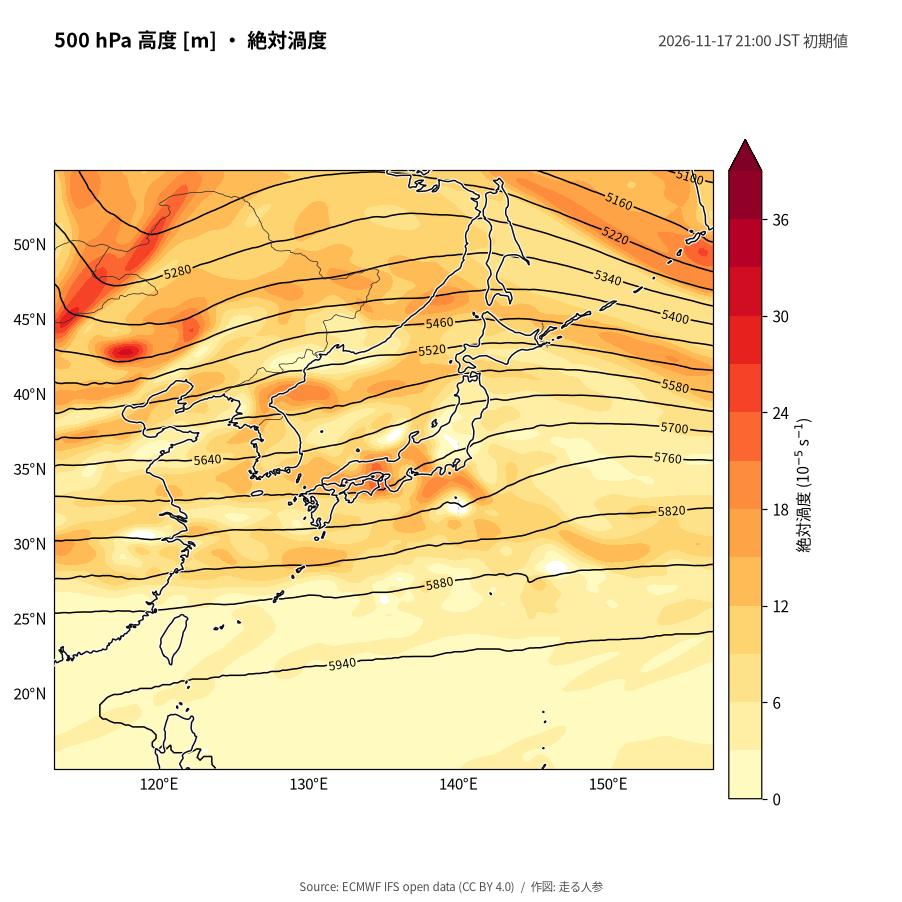 500 hPa 高度 [m] ・ 絶対渦度
2026-11-17 21:00 JST 初期値
5100
5160
5220
5280
5340
5400
5460
5520
5580
5640
5700
5760
5820
5880
5940
50°N
45°N
40°N
35°N
30°N
25°N
20°N
120°E
130°E
140°E
150°E
36
30
24
18
12
6
0
絶対渦度 (10⁻⁵ s⁻¹)
Source: ECMWF IFS open data (CC BY 4.0) / 作図: 走る人参